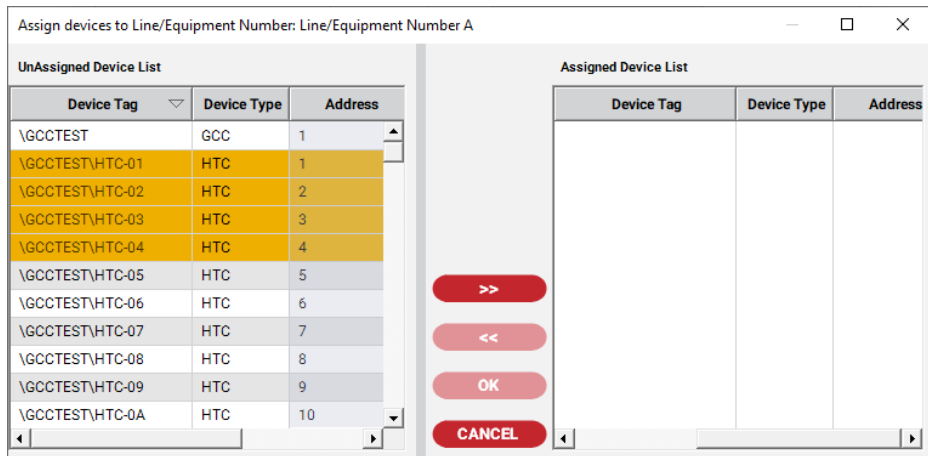 Assign devices to Line/Equipment Number: Line/Equipment Number A
UnAssigned Device List
Device Tag Device Type Address
\GCCTEST GCC 1
\GCCTEST\HTC-01 HTC 1
\GCCTEST\HTC-02 HTC 2
\GCCTEST\HTC-03 HTC 3
\GCCTEST\HTC-04 HTC 4
\GCCTEST\HTC-05 HTC 5
\GCCTEST\HTC-06 HTC 6
\GCCTEST\HTC-07 HTC 7
\GCCTEST\HTC-08 HTC 8
\GCCTEST\HTC-09 HTC 9
\GCCTEST\HTC-0A HTC 10
>>
<<
OK
CANCEL
Assigned Device List
Device Tag Device Type Address